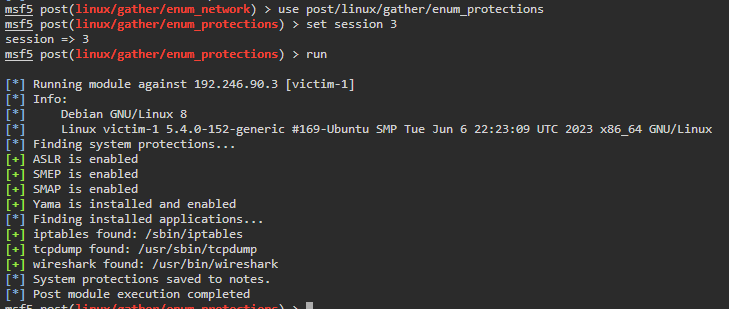 msf5 post(linux/gather/enum_network) > use post/linux/gather/enum_protections
msf5 post(linux/gather/enum_protections) > set session 3
session => 3
msf5 post(linux/gather/enum_protections) > run
[*] Running module against 192.246.90.3 [victim-1]
[*] Info:
[*]     Debian GNU/Linux 8
[*]     Linux victim-1 5.4.0-152-generic #169-Ubuntu SMP Tue Jun 6 22:23:09 UTC 2023 x86_64 GNU/Linux
[*] Finding system protections...
[+] ASLR is enabled
[+] SMEP is enabled
[+] SMAP is enabled
[+] Yama is installed and enabled
[*] Finding installed applications...
[+] iptables found: /sbin/iptables
[+] tcpdump found: /usr/sbin/tcpdump
[+] wireshark found: /usr/bin/wireshark
[*] System protections saved to notes.
[*] Post module execution completed
msf5 post(linux/gather/enum_protections) >